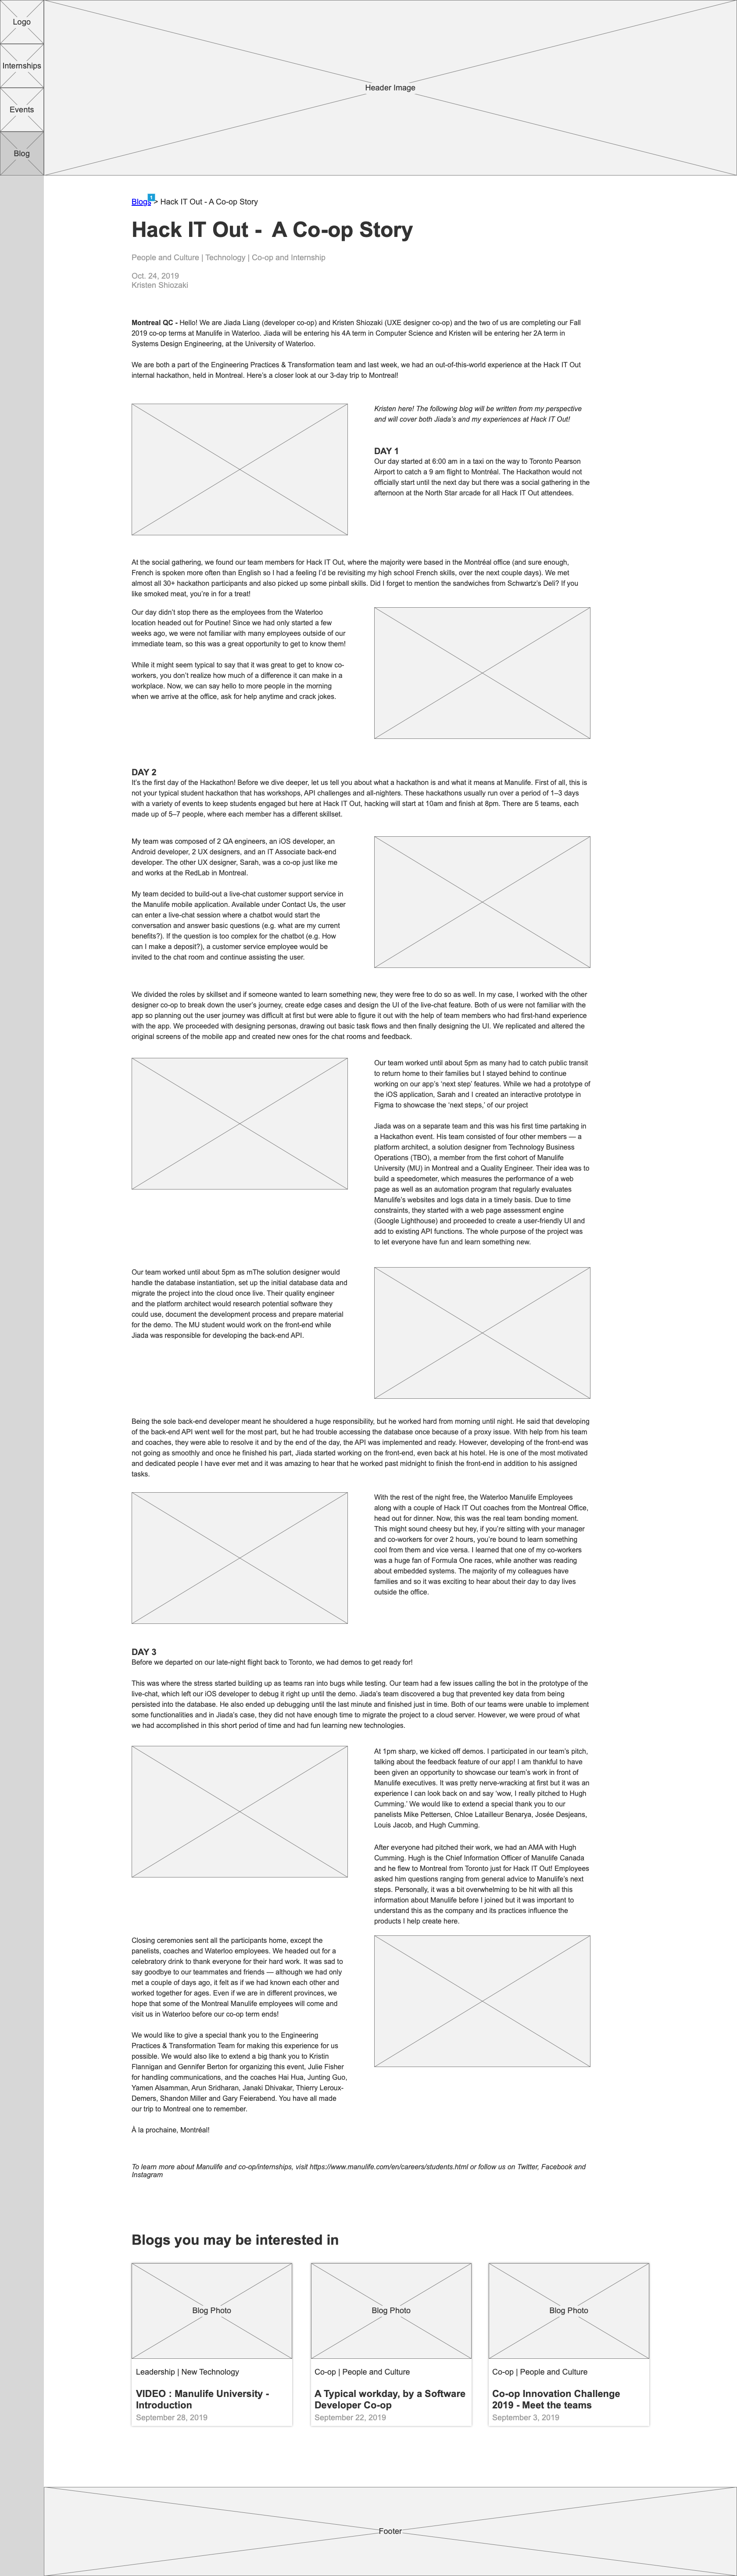 Logo
Internships
Events
Blog
Header Image
Blogs > Hack IT Out - A Co-op Story
1
Hack IT Out - A Co-op Story
People and Culture | Technology | Co-op and Internship
Oct. 24, 2019
Kristen Shiozaki
Montreal QC - Hello! We are Jiada Liang (developer co-op) and Kristen Shiozaki (UXE designer co-op) and the two of us are completing our Fall
2019 co-op terms at Manulife in Waterloo. Jiada will be entering his 4A term in Computer Science and Kristen will be entering her 2A term in
Systems Design Engineering, at the University of Waterloo.
We are both a part of the Engineering Practices & Transformation team and last week, we had an out-of-this-world experience at the Hack IT Out
internal hackathon, held in Montreal. Here's a closer look at our 3-day trip to Montreal!
Kristen here! The following blog will be written from my perspective
and will cover both Jiada's and my experiences at Hack IT Out!
DAY 1
Our day started at 6:00 am in a taxi on the way to Toronto Pearson
Airport to catch a 9 am flight to Montréal. The Hackathon would not
officially start until the next day but there was a social gathering in the
afternoon at the North Star arcade for all Hack IT Out attendees.
At the social gathering, we found our team members for Hack IT Out, where the majority were based in the Montréal office (and sure enough,
French is spoken more often than English so I had a feeling I'd be revisiting my high school French skills, over the next couple days). We met
almost all 30+ hackathon participants and also picked up some pinball skills. Did I forget to mention the sandwiches from Schwartz's Deli? If you
like smoked meat, you're in for a treat!
Our day didn't stop there as the employees from the Waterloo
location headed out for Poutine! Since we had only started a few
weeks ago, we were not familiar with many employees outside of our
immediate team, so this was a great opportunity to get to know them!
While it might seem typical to say that it was great to get to know co-
workers, you don't realize how much of a difference it can make in a
workplace. Now, we can say hello to more people in the morning
when we arrive at the office, ask for help anytime and crack jokes.
DAY 2
It's the first day of the Hackathon! Before we dive deeper, let us tell you about what a hackathon is and what it means at Manulife. First of all, this is
not your typical student hackathon that has workshops, API challenges and all-nighters. These hackathons usually run over a period of 1–3 days
with a variety of events to keep students engaged but here at Hack IT Out, hacking will start at 10am and finish at 8pm. There are 5 teams, each
made up of 5–7 people, where each member has a different skillset.
My team was composed of 2 QA engineers, an iOS developer, an
Android developer, 2 UX designers, and an IT Associate back-end
developer. The other UX designer, Sarah, was a co-op just like me
and works at the RedLab in Montreal.
My team decided to build-out a live-chat customer support service in
the Manulife mobile application. Available under Contact Us, the user
can enter a live-chat session where a chatbot would start the
conversation and answer basic questions (e.g. what are my current
benefits?). If the question is too complex for the chatbot (e.g. How
can I make a deposit?), a customer service employee would be
invited to the chat room and continue assisting the user.
We divided the roles by skillset and if someone wanted to learn something new, they were free to do so as well. In my case, I worked with the other
designer co-op to break down the user's journey, create edge cases and design the UI of the live-chat feature. Both of us were not familiar with the
app so planning out the user journey was difficult at first but were able to figure it out with the help of team members who had first-hand experience
with the app. We proceeded with designing personas, drawing out basic task flows and then finally designing the UI. We replicated and altered the
original screens of the mobile app and created new ones for the chat rooms and feedback.
Our team worked until about 5pm as many had to catch public transit
to return home to their families but I stayed behind to continue
working on our app's 'next step' features. While we had a prototype of
the iOS application, Sarah and I created an interactive prototype in
Figma to showcase the 'next steps,' of our project
Jiada was on a separate team and this was his first time partaking in
a Hackathon event. His team consisted of four other members — a
platform architect, a solution designer from Technology Business
Operations (TBO), a member from the first cohort of Manulife
University (MU) in Montreal and a Quality Engineer. Their idea was to
build a speedometer, which measures the performance of a web
page as well as an automation program that regularly evaluates
Manulife's websites and logs data in a timely basis. Due to time
constraints, they started with a web page assessment engine
(Google Lighthouse) and proceeded to create a user-friendly UI and
add to existing API functions. The whole purpose of the project was
to let everyone have fun and learn something new.
Our team worked until about 5pm as mThe solution designer would
handle the database instantiation, set up the initial database data and
migrate the project into the cloud once live. Their quality engineer
and the platform architect would research potential software they
could use, document the development process and prepare material
for the demo. The MU student would work on the front-end while
Jiada was responsible for developing the back-end API.
Being the sole back-end developer meant he shouldered a huge responsibility, but he worked hard from morning until night. He said that developing
of the back-end API went well for the most part, but he had trouble accessing the database once because of a proxy issue. With help from his team
and coaches, they were able to resolve it and by the end of the day, the API was implemented and ready. However, developing of the front-end was
not going as smoothly and once he finished his part, Jiada started working on the front-end, even back at his hotel. He is one of the most motivated
and dedicated people I have ever met and it was amazing to hear that he worked past midnight to finish the front-end in addition to his assigned
tasks.
With the rest of the night free, the Waterloo Manulife Employees
along with a couple of Hack IT Out coaches from the Montreal Office,
head out for dinner. Now, this was the real team bonding moment.
This might sound cheesy but hey, if you're sitting with your manager
and co-workers for over 2 hours, you're bound to learn something
cool from them and vice versa. I learned that one of my co-workers
was a huge fan of Formula One races, while another was reading
about embedded systems. The majority of my colleagues have
families and so it was exciting to hear about their day to day lives
outside the office.
DAY 3
Before we departed on our late-night flight back to Toronto, we had demos to get ready for!
This was where the stress started building up as teams ran into bugs while testing. Our team had a few issues calling the bot in the prototype of the
live-chat, which left our iOS developer to debug it right up until the demo. Jiada's team discovered a bug that prevented key data from being
persisted into the database. He also ended up debugging until the last minute and finished just in time. Both of our teams were unable to implement
some functionalities and in Jiada's case, they did not have enough time to migrate the project to a cloud server. However, we were proud of what
we had accomplished in this short period of time and had fun learning new technologies.
At 1pm sharp, we kicked off demos. I participated in our team's pitch,
talking about the feedback feature of our app! I am thankful to have
been given an opportunity to showcase our team's work in front of
Manulife executives. It was pretty nerve-wracking at first but it was an
experience I can look back on and say 'wow, I really pitched to Hugh
Cumming.' We would like to extend a special thank you to our
panelists Mike Pettersen, Chloe Latailleur Benarya, Josée Desjeans,
Louis Jacob, and Hugh Cumming.
After everyone had pitched their work, we had an AMA with Hugh
Cumming. Hugh is the Chief Information Officer of Manulife Canada
and he flew to Montreal from Toronto just for Hack IT Out! Employees
asked him questions ranging from general advice to Manulife's next
steps. Personally, it was a bit overwhelming to be hit with all this
information about Manulife before I joined but it was important to
understand this as the company and its practices influence the
products I help create here.
Closing ceremonies sent all the participants home, except the
panelists, coaches and Waterloo employees. We headed out for a
celebratory drink to thank everyone for their hard work. It was sad to
say goodbye to our teammates and friends — although we had only
met a couple of days ago, it felt as if we had known each other and
worked together for ages. Even if we are in different provinces, we
hope that some of the Montreal Manulife employees will come and
visit us in Waterloo before our co-op term ends!
We would like to give a special thank you to the Engineering
Practices & Transformation Team for making this experience for us
possible. We would also like to extend a big thank you to Kristin
Flannigan and Gennifer Berton for organizing this event, Julie Fisher
for handling communications, and the coaches Hai Hua, Junting Guo,
Yamen Alsamman, Arun Sridharan, Janaki Dhivakar, Thierry Leroux-
Demers, Shandon Miller and Gary Feierabend. You have all made
our trip to Montreal one to remember.
À la prochaine, Montréal!
To learn more about Manulife and co-op/internships, visit https://www.manulife.com/en/careers/students.html or follow us on Twitter, Facebook and
Instagram
Blogs you may be interested in
Blog Photo
Leadership | New Technology
VIDEO : Manulife University -
Introduction
September 28, 2019
Blog Photo
Co-op | People and Culture
A Typical workday, by a Software
Developer Co-op
September 22, 2019
Blog Photo
Co-op | People and Culture
Co-op Innovation Challenge
2019 - Meet the teams
September 3, 2019
Footer